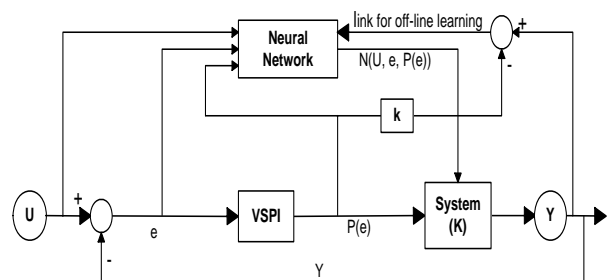 link for off-line learning
+
Neural
Network
N(U, e, P(e))
-
k
U
+
e
VSPI
P(e)
System
(K)
Y
-
Y